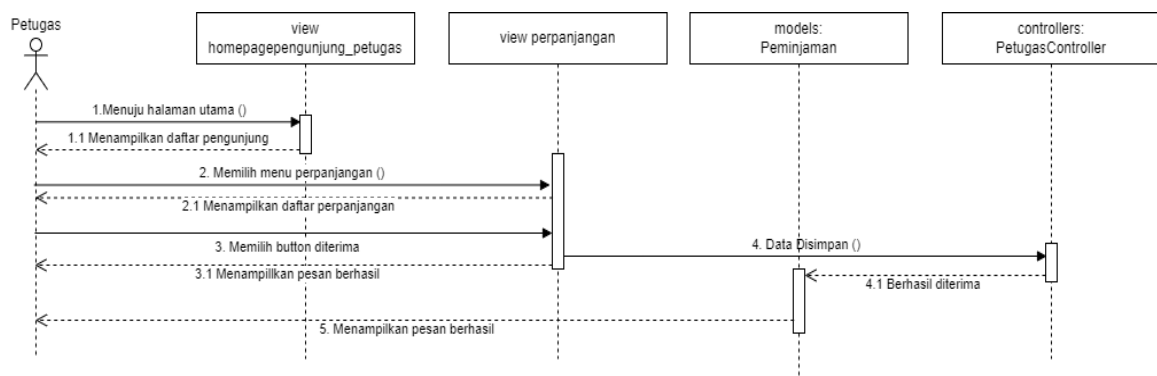 Petugas
view
homepagepengunjung_petugas
view perpanjangan
models:
Peminjaman
controllers:
PetugasController
1.Menuju halaman utama ()
1.1 Menampilkan daftar pengunjung
2. Memilih menu perpanjangan ()
2.1 Menampilkan daftar perpanjangan
3. Memilih button diterima
4. Data Disimpan ()
3.1 Menampillkan pesan berhasil
4.1 Berhasil diterima
5. Menampilkan pesan berhasil